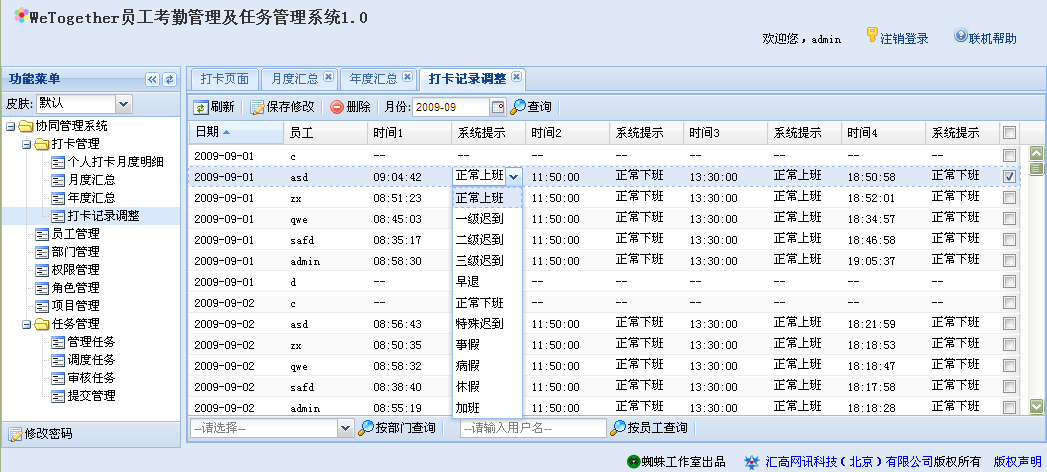 WeTogether员工考勤管理及任务管理系统1.0
欢迎您，admin 注销登录 联机帮助
功能菜单
皮肤: 默认
协同管理系统
打卡管理
个人打卡月度明细
月度汇总
年度汇总
打卡记录调整
员工管理
部门管理
权限管理
角色管理
项目管理
任务管理
管理任务
调度任务
审核任务
提交管理
修改密码
打卡页面 月度汇总 年度汇总 打卡记录调整
刷新 保存修改 删除 月份: 2009-09 查询
日期 员工 时间1 系统提示 时间2 系统提示 时间3 系统提示 时间4 系统提示
2009-09-01 c -- -- -- -- -- -- -- --
2009-09-01 asd 09:04:42 正常上班 11:50:00 正常下班 13:30:00 正常上班 18:50:58 正常下班
2009-09-01 zx 08:51:23 11:50:00 正常下班 13:30:00 正常上班 18:52:01 正常下班
2009-09-01 qwe 08:45:03 11:50:00 正常下班 13:30:00 正常上班 18:34:57 正常下班
2009-09-01 safd 08:35:17 11:50:00 正常下班 13:30:00 正常上班 18:46:58 正常下班
2009-09-01 admin 08:58:30 11:50:00 正常下班 13:30:00 正常上班 19:05:37 正常下班
2009-09-01 d -- -- -- -- -- -- --
2009-09-02 c -- -- -- -- -- -- --
2009-09-02 asd 08:56:43 11:50:00 正常下班 13:30:00 正常上班 18:21:59 正常下班
2009-09-02 zx 08:50:35 11:50:00 正常下班 13:30:00 正常上班 18:18:53 正常下班
2009-09-02 qwe 08:58:32 11:50:00 正常下班 13:30:00 正常上班 18:18:47 正常下班
2009-09-02 safd 08:38:40 11:50:00 正常下班 13:30:00 正常上班 18:17:58 正常下班
2009-09-02 admin 08:55:19 11:50:00 正常下班 13:30:00 正常上班 18:18:28 正常下班
正常上班
一级迟到
二级迟到
三级迟到
早退
正常下班
特殊迟到
事假
病假
休假
加班
--请选择-- 按部门查询 --请输入用户名-- 按员工查询
蜘蛛工作室出品 汇高网讯科技(北京)有限公司版权所有 版权声明